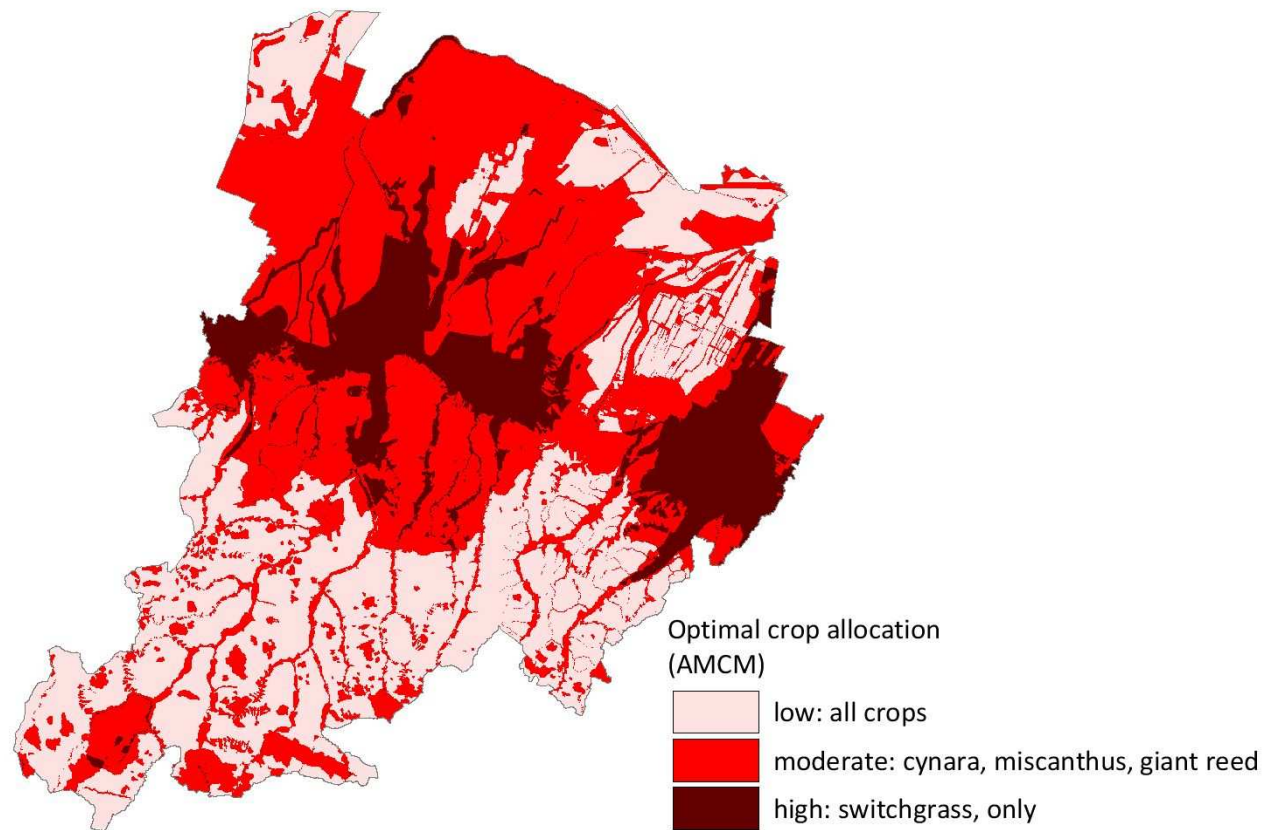 Optimal crop allocation
(AMCM)
low: all crops
moderate: cynara, miscanthus, giant reed
high: switchgrass, only